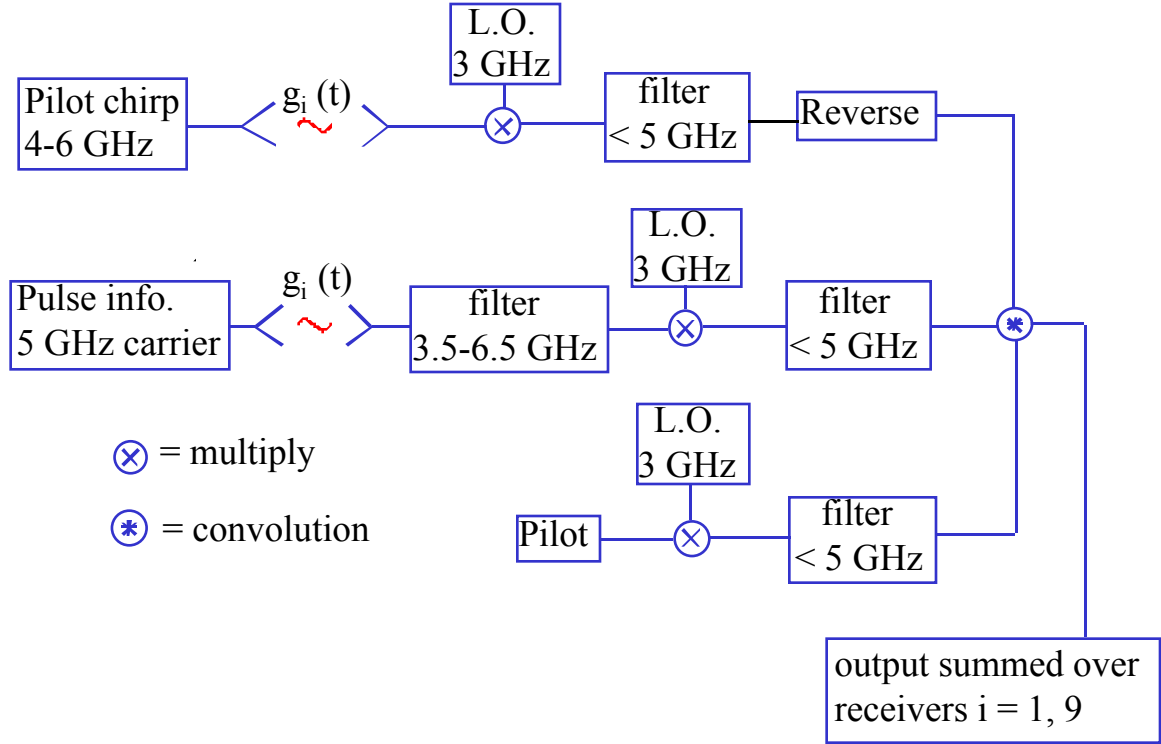 L.O.
3 GHz
Pilot chirp
4-6 GHz
g_i (t)
filter
< 5 GHz
Reverse
L.O.
3 GHz
Pulse info.
5 GHz carrier
g_i (t)
filter
3.5-6.5 GHz
filter
< 5 GHz
*
L.O.
3 GHz
× = multiply
* = convolution
Pilot
filter
< 5 GHz
output summed over
receivers i = 1, 9